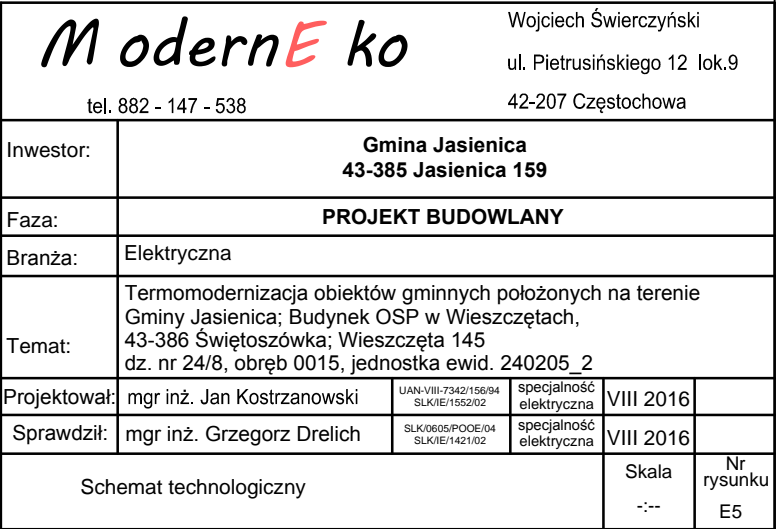 M odernE ko
tel. 882 - 147 - 538
Wojciech Świerczyński
ul. Pietrusińskiego 12 lok.9
42-207 Częstochowa
Inwestor:
Gmina Jasienica
43-385 Jasienica 159
Faza:
PROJEKT BUDOWLANY
Branża:
Elektryczna
Temat:
Termomodernizacja obiektów gminnych położonych na terenie
Gminy Jasienica; Budynek OSP w Wieszczętach,
43-386 Świętoszówka; Wieszczęta 145
dz. nr 24/8, obręb 0015, jednostka ewid. 240205_2
Projektował:
mgr inż. Jan Kostrzanowski
UAN-VIII-7342/156/94
SLK/IE/1552/02
specjalność
elektryczna
VIII 2016
Sprawdził:
mgr inż. Grzegorz Drelich
SLK/0605/POOE/04
SLK/IE/1421/02
specjalność
elektryczna
VIII 2016
Schemat technologiczny
Skala
-:--
Nr
rysunku
E5